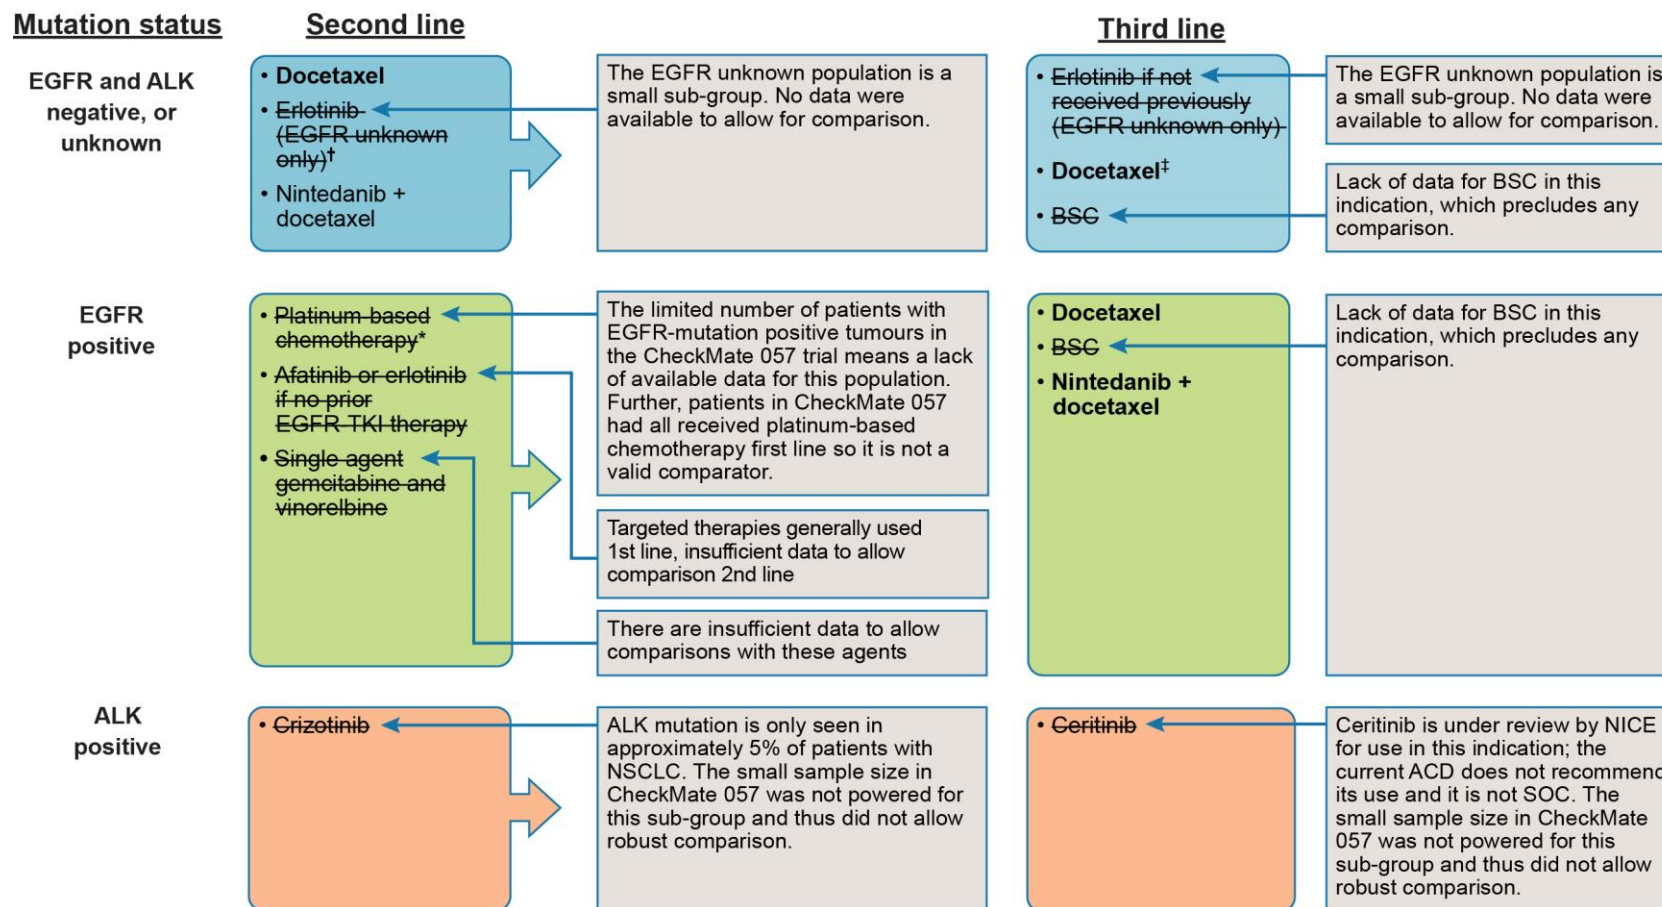 Mutation status
Second line
Third line
EGFR and ALK
negative, or
unknown
• Docetaxel
• Erlotinib
(EGFR unknown
only)†
• Nintedanib +
docetaxel
The EGFR unknown population is a
small sub-group. No data were
available to allow for comparison.
• Erlotinib if not
received previously
(EGFR unknown only)
• Docetaxel‡
• BSC
The EGFR unknown population is
a small sub-group. No data were
available to allow for comparison.
Lack of data for BSC in this
indication, which precludes any
comparison.
EGFR
positive
• Platinum-based
chemotherapy*
• Afatinib or erlotinib
if no prior
EGFR-TKI therapy
• Single agent
gemcitabine and
vinorelbine
The limited number of patients with
EGFR-mutation positive tumours in
the CheckMate 057 trial means a lack
of available data for this population.
Further, patients in CheckMate 057
had all received platinum-based
chemotherapy first line so it is not a
valid comparator.
Targeted therapies generally used
1st line, insufficient data to allow
comparison 2nd line
There are insufficient data to allow
comparisons with these agents
• Docetaxel
• BSC
• Nintedanib +
docetaxel
Lack of data for BSC in this
indication, which precludes any
comparison.
ALK
positive
• Crizotinib
ALK mutation is only seen in
approximately 5% of patients with
NSCLC. The small sample size in
CheckMate 057 was not powered for
this sub-group and thus did not allow
robust comparison.
• Ceritinib
Ceritinib is under review by NICE
for use in this indication; the
current ACD does not recommend
its use and it is not SOC. The
small sample size in CheckMate
057 was not powered for this
sub-group and thus did not allow
robust comparison.